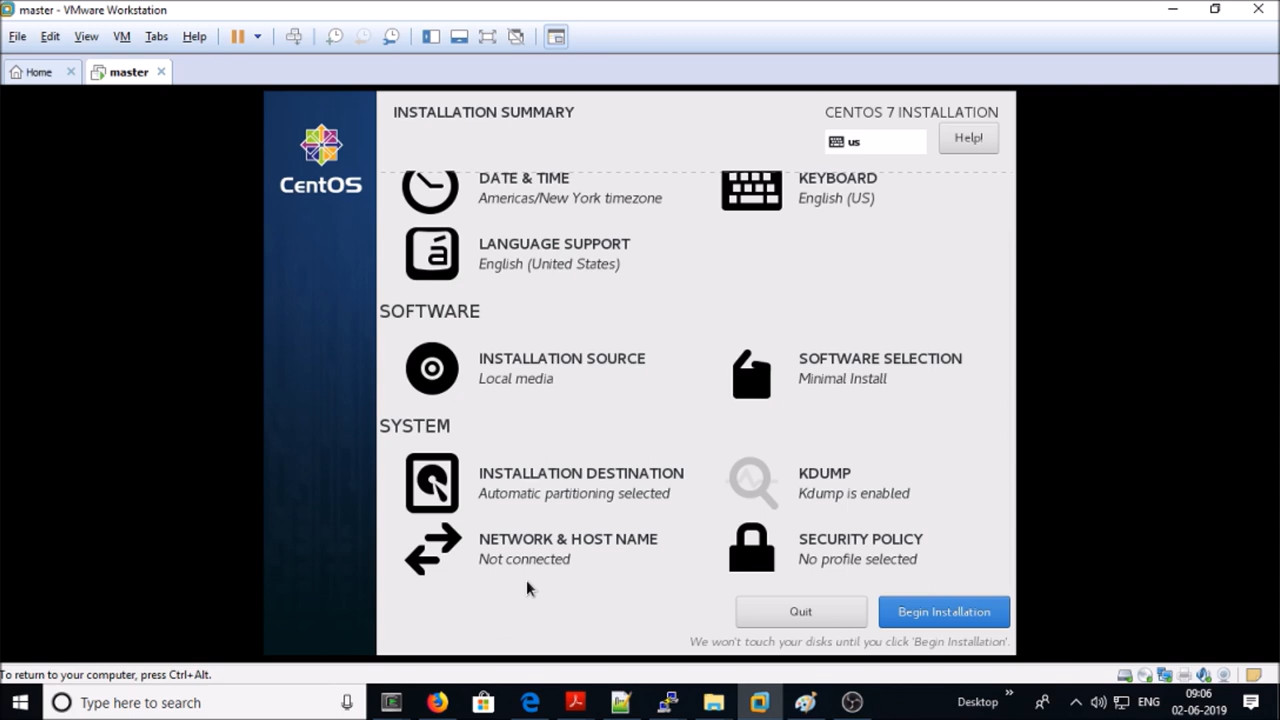 master - VMware Workstation
File Edit View VM Tabs Help
Home master
INSTALLATION SUMMARY
CENTOS 7 INSTALLATION
us
Help!
CentOS
DATE & TIME
Americas/New York timezone
KEYBOARD
English (US)
LANGUAGE SUPPORT
English (United States)
SOFTWARE
INSTALLATION SOURCE
Local media
SOFTWARE SELECTION
Minimal Install
SYSTEM
INSTALLATION DESTINATION
Automatic partitioning selected
KDUMP
Kdump is enabled
NETWORK & HOST NAME
Not connected
SECURITY POLICY
No profile selected
Quit
Begin Installation
We won't touch your disks until you click 'Begin Installation'.
To return to your computer, press Ctrl+Alt.
Type here to search
Desktop
ENG
09:06
02-06-2019